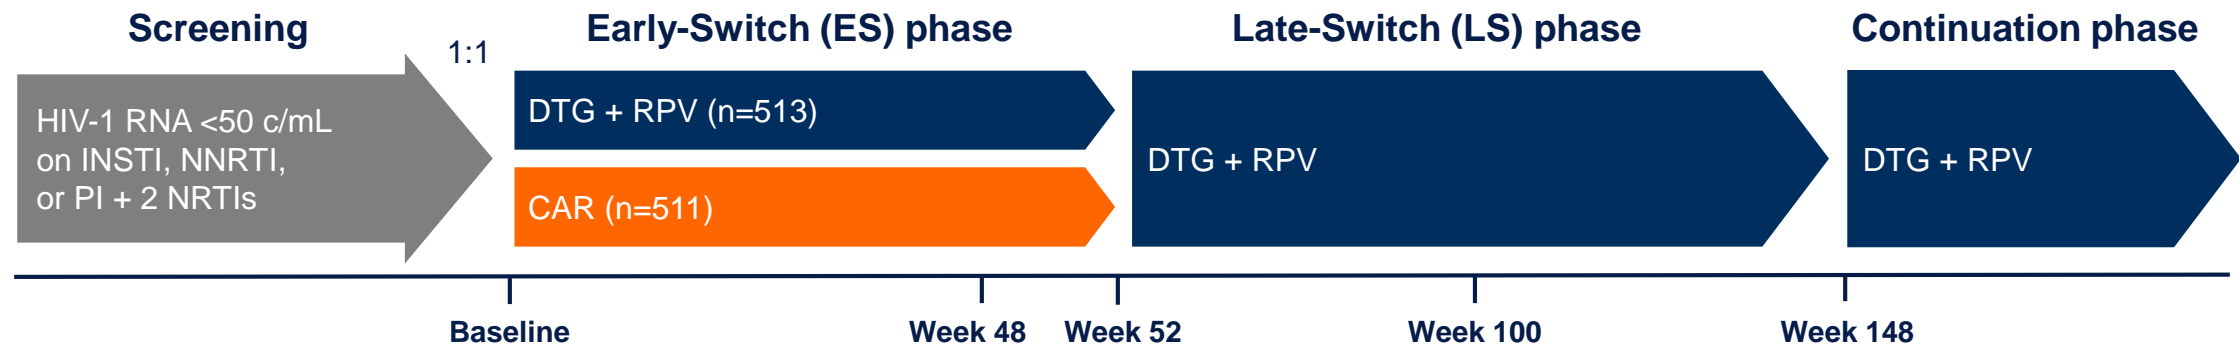 Screening
1:1
Early-Switch (ES) phase
Late-Switch (LS) phase
Continuation phase
HIV-1 RNA <50 c/mL
on INSTI, NNRTI,
or PI + 2 NRTIs
DTG + RPV (n=513)
CAR (n=511)
DTG + RPV
DTG + RPV
Baseline
Week 48
Week 52
Week 100
Week 148